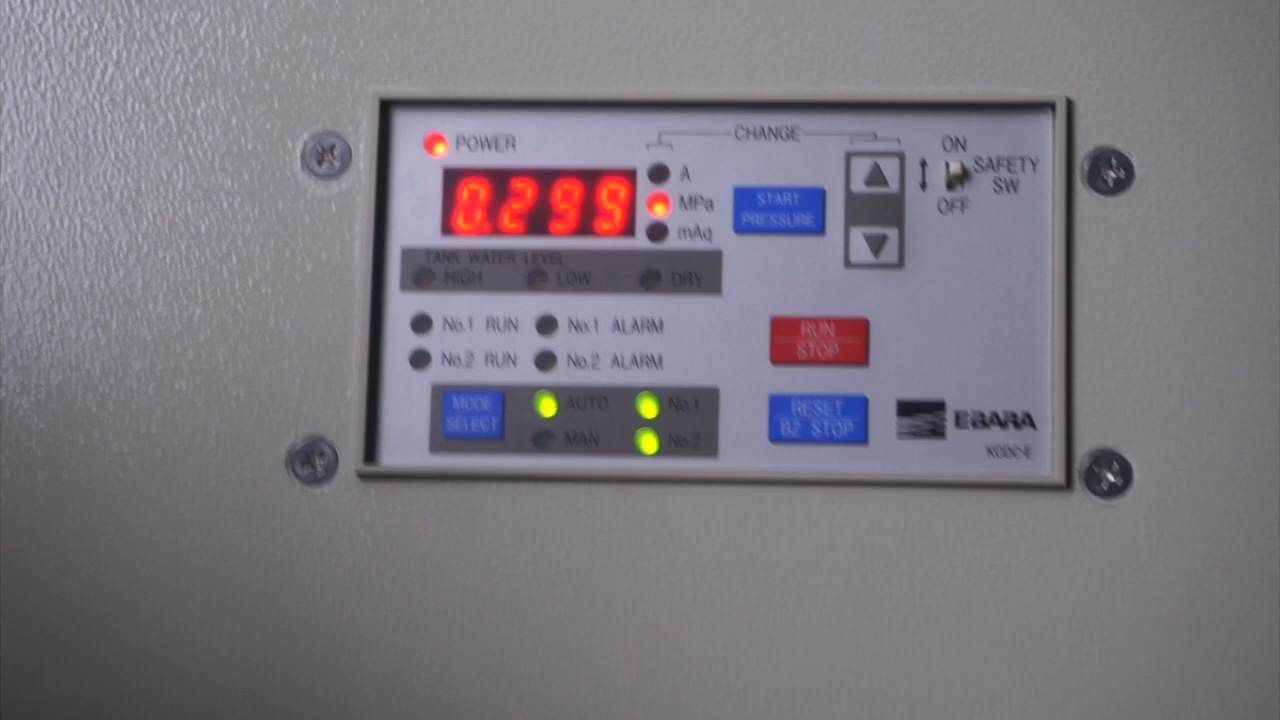 POWER
CHANGE
ON
SAFETY
SW
OFF
0.299
A
MPa
mAq
START
PRESSURE
TANK WATER LEVEL
HIGH
LOW
DRY
No.1 RUN
No.1 ALARM
No.2 RUN
No.2 ALARM
RUN
STOP
MODE
SELECT
AUTO
No.1
MAN
No.2
RESET
BZ STOP
EBARA
KCDC-E